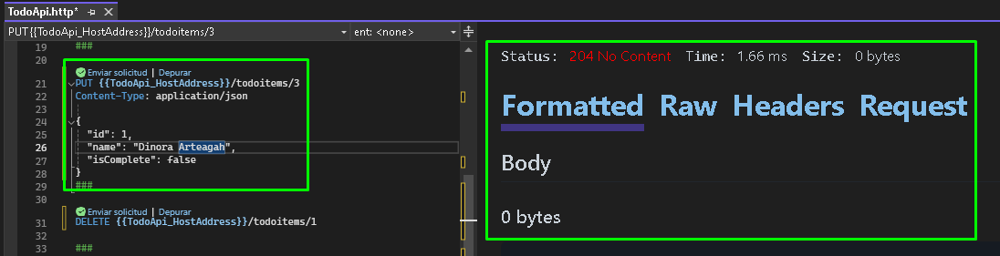 TodoApi.http*
PUT{{TodoApi_HostAddress}}/todoitems/3
ent: <none>
19 ###
20
Enviar solicitud | Depurar
21 PUT {{TodoApi_HostAddress}}/todoitems/3
22 Content-Type: application/json
23
24 {
25 "id": 1,
26 "name": "Dinora Arteagah",
27 "isComplete": false
28 }
29 ###
30
Enviar solicitud | Depurar
31 DELETE {{TodoApi_HostAddress}}/todoitems/1
32 ###
33
Status: 204 No Content Time: 1.66 ms Size: 0 bytes
Formatted Raw Headers Request
Body
0 bytes